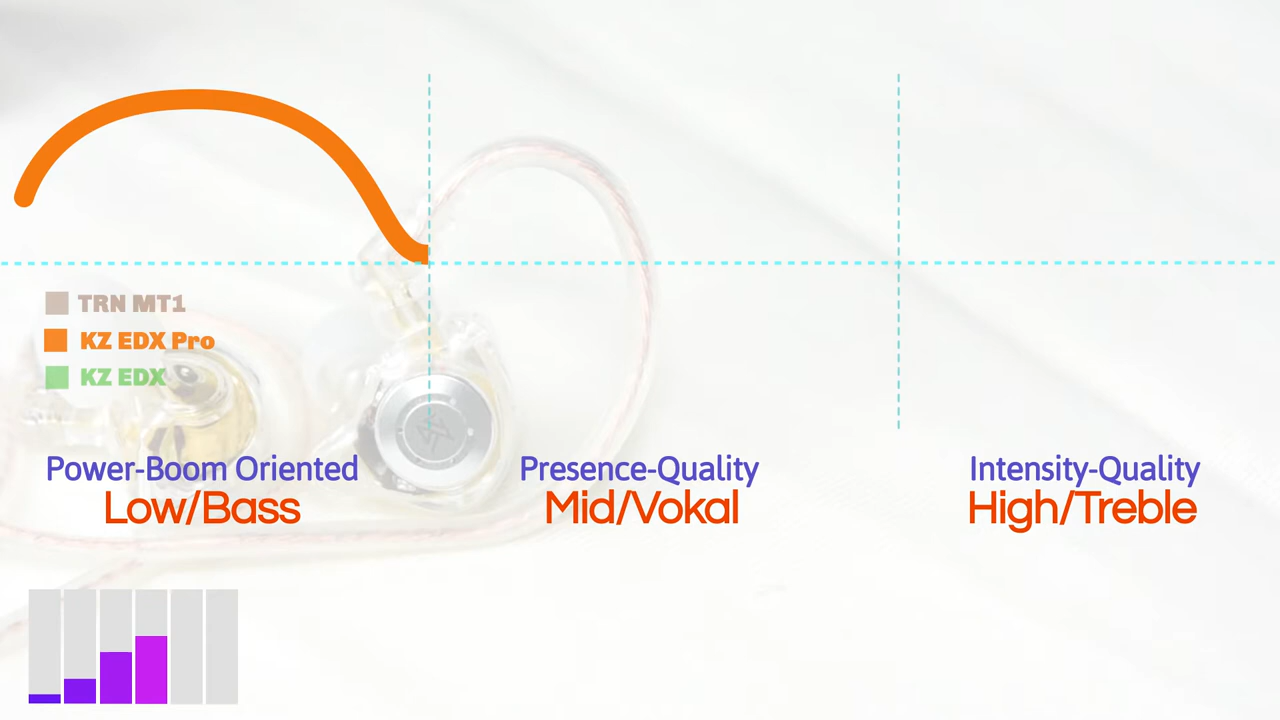 TRN MT1
KZ EDX Pro
KZ EDX
Power-Boom Oriented
Low/Bass
Presence-Quality
Mid/Vokal
Intensity-Quality
High/Treble